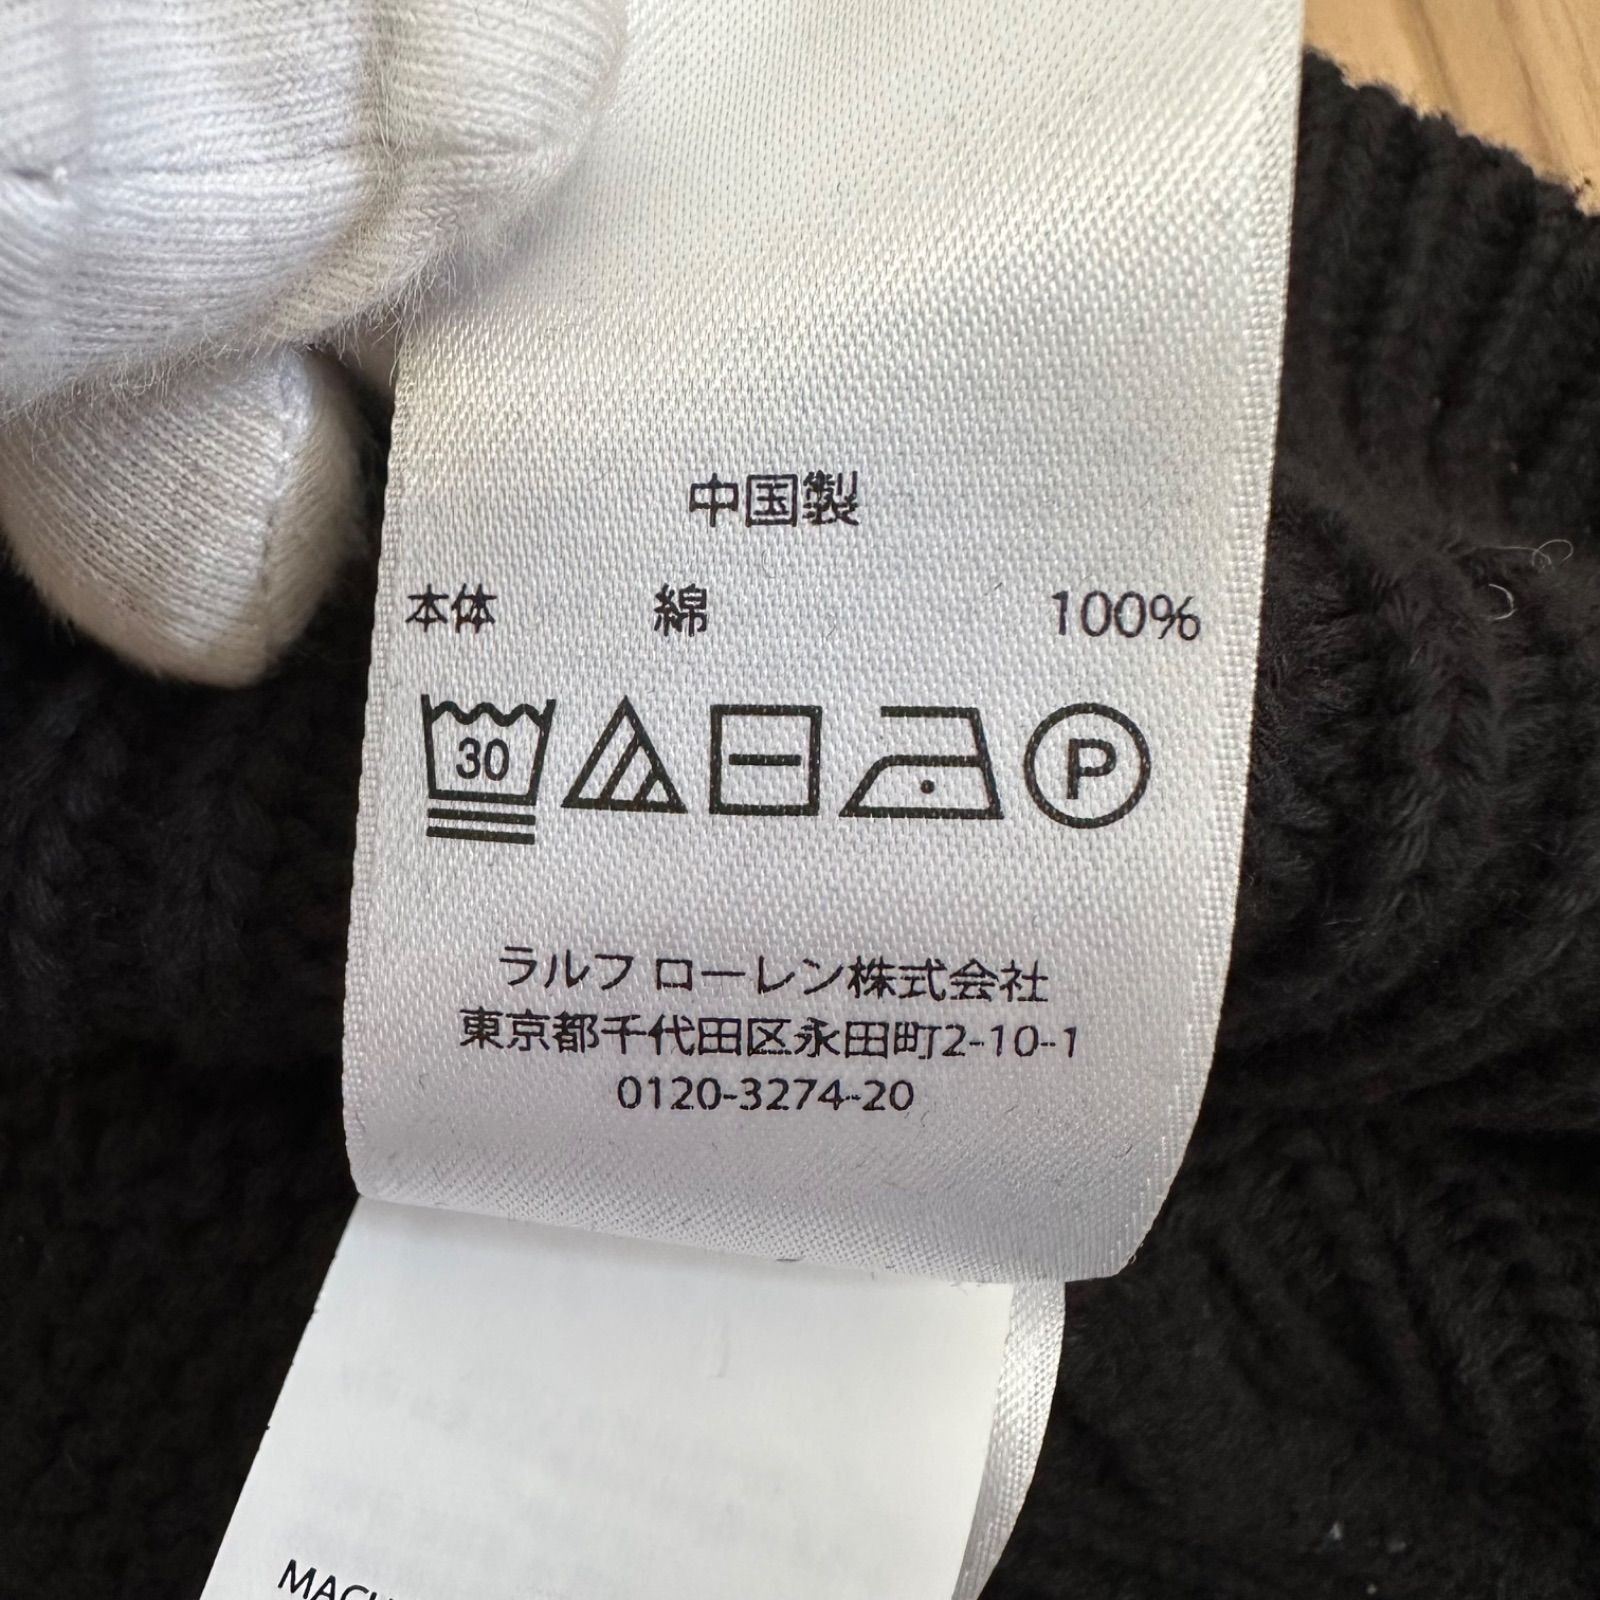 中国製
本体 綿 100%
30
P
ラルフ ローレン株式会社
東京都千代田区永田町2-10-1
0120-3274-20